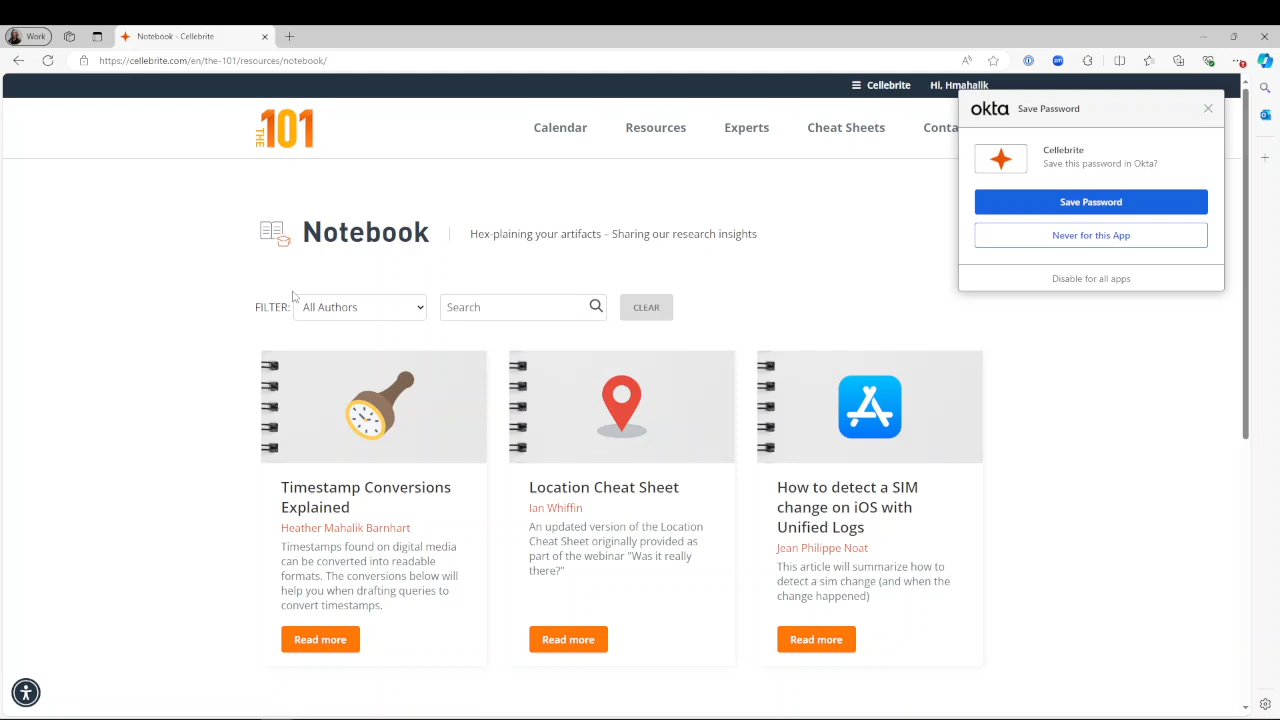 Work
Notebook - Cellebrite
https://cellebrite.com/en/the-101/resources/notebook/
Cellebrite
Hi, Hmahalik
THE 101
Calendar
Resources
Experts
Cheat Sheets
Conta
okta
Save Password
Cellebrite
Save this password in Okta?
Save Password
Never for this App
Disable for all apps
Notebook
Hex-plaining your artifacts – Sharing our research insights
FILTER:
All Authors
Search
CLEAR
Timestamp Conversions
Explained
Heather Mahalik Barnhart
Timestamps found on digital media
can be converted into readable
formats. The conversions below will
help you when drafting queries to
convert timestamps.
Read more
Location Cheat Sheet
Ian Whiffin
An updated version of the Location
Cheat Sheet originally provided as
part of the webinar "Was it really
there?"
Read more
How to detect a SIM
change on iOS with
Unified Logs
Jean Philippe Noat
This article will summarize how to
detect a sim change (and when the
change happened)
Read more